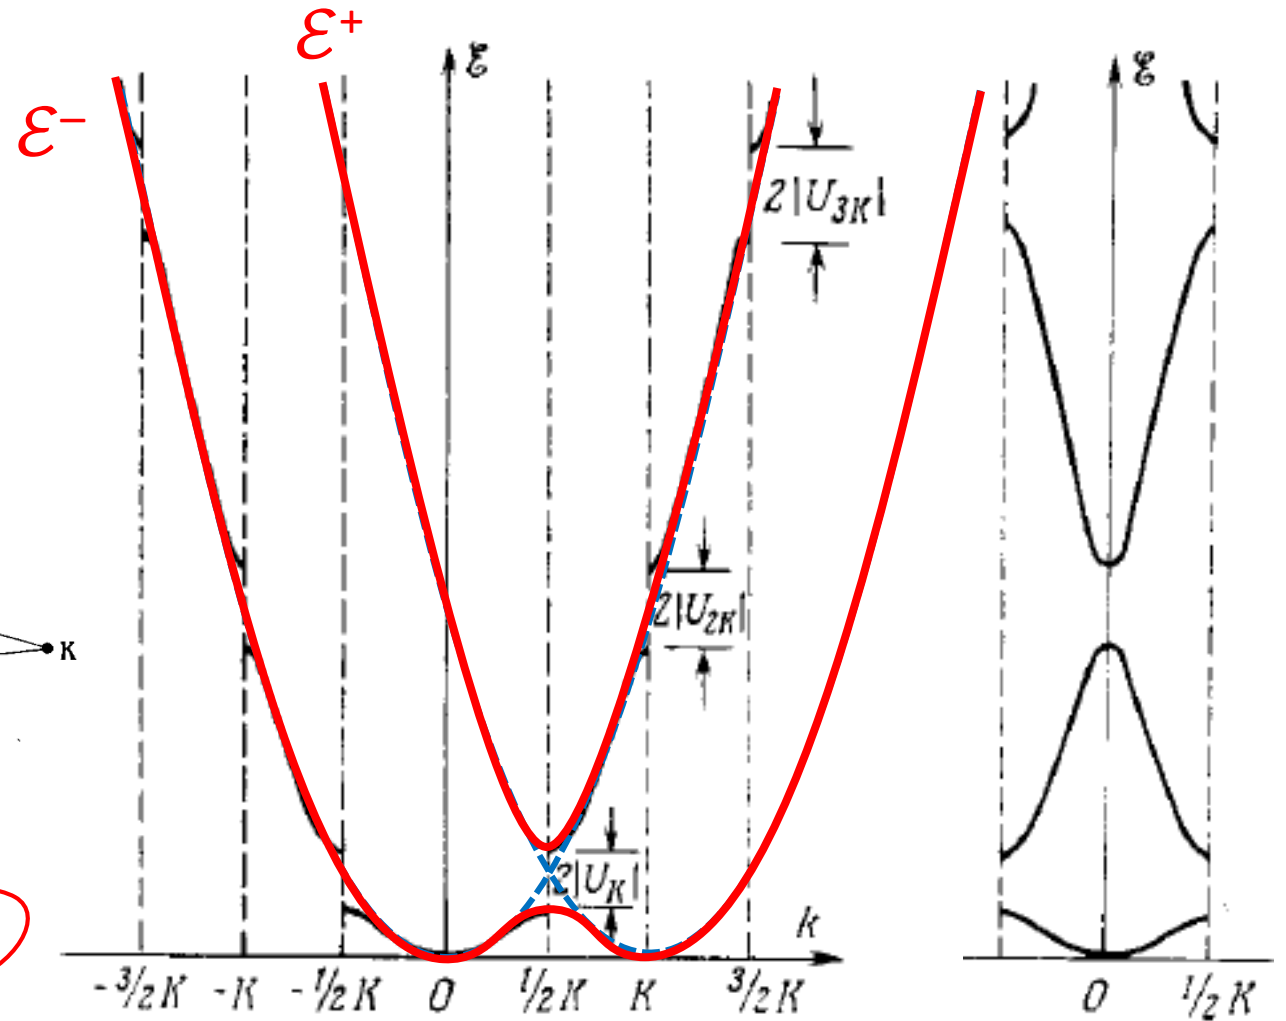 ℰ⁺
ℰ⁻
ℰ
ℰ
2|U₃ₖ|
2|U₂ₖ|
K
2|Uₖ|
k
-³/₂K -K -½K 0 ½K K ³/₂K
0 ½K